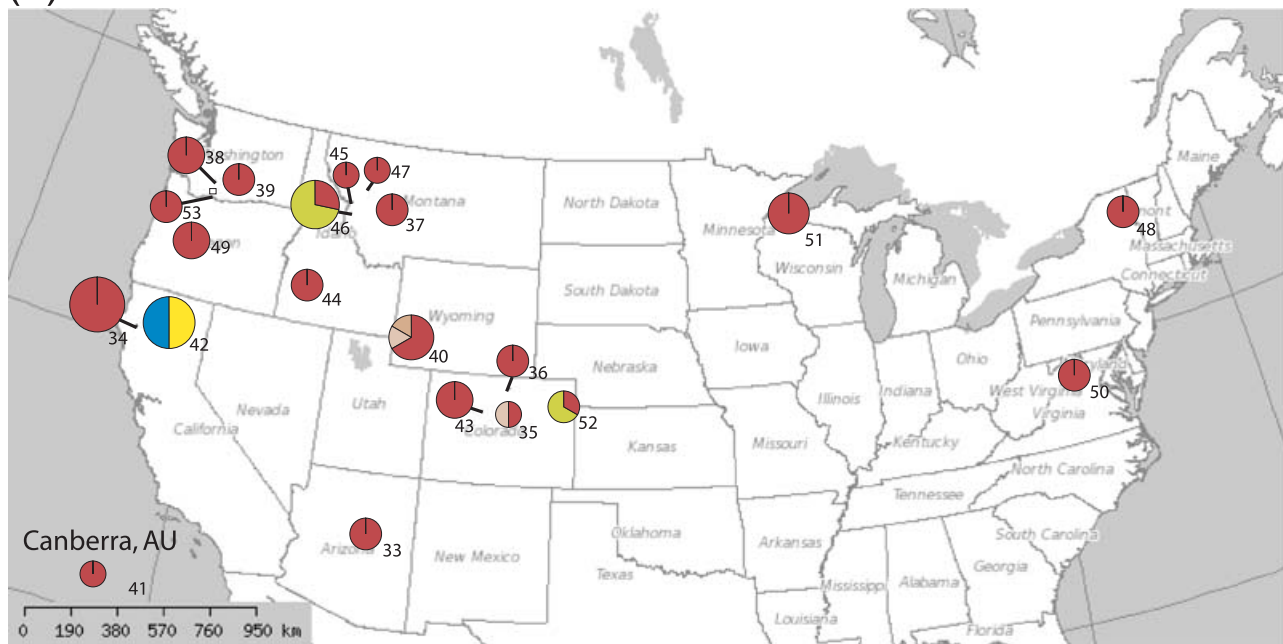 38
shington
39
45
47
Maine
53
46
Montana
37
North Dakota
Minnesota
51
mont
48
49
Idaho
Massachusetts
Wisconsin
Michigan
Connecticut
44
South Dakota
34
42
Wyoming
40
Pennsylvania
Iowa
36
Nebraska
Ohio
Maryland
Nevada
Utah
43
Colorado
35
52
Illinois
Indiana
West Virginia
50
Virginia
California
Kansas
Missouri
Kentucky
North Carolina
Tennessee
Arizona
33
New Mexico
Oklahoma
Arkansas
South Carolina
Canberra, AU
41
Texas
Mississippi
Alabama
Georgia
Louisiana
Florida
0 190 380 570 760 950 km